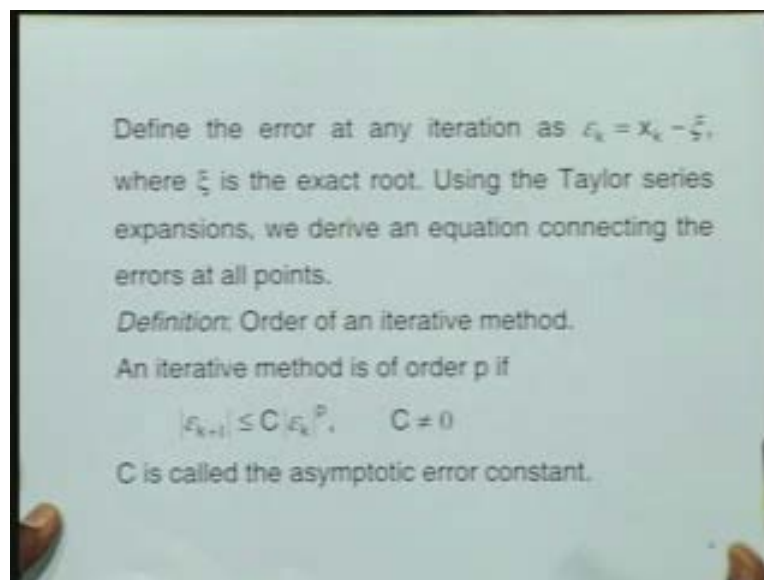 Define the error at any iteration as εₖ = xₖ − ξ,
where ξ is the exact root. Using the Taylor series
expansions, we derive an equation connecting the
errors at all points.
Definition: Order of an iterative method.
An iterative method is of order p if
|εₖ₊₁| ≤ C|εₖ|ᵖ, C ≠ 0
C is called the asymptotic error constant.